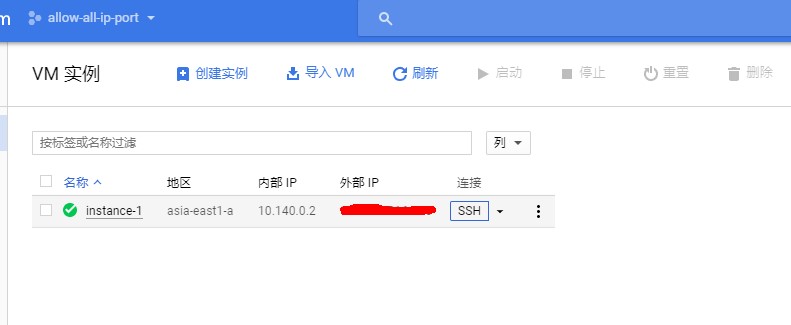 m allow-all-ip-port
VM 实例 创建实例 导入 VM 刷新 启动 停止 重置 删除
按标签或名称过滤 列
名称 地区 内部 IP 外部 IP 连接
instance-1 asia-east1-a 10.140.0.2 SSH